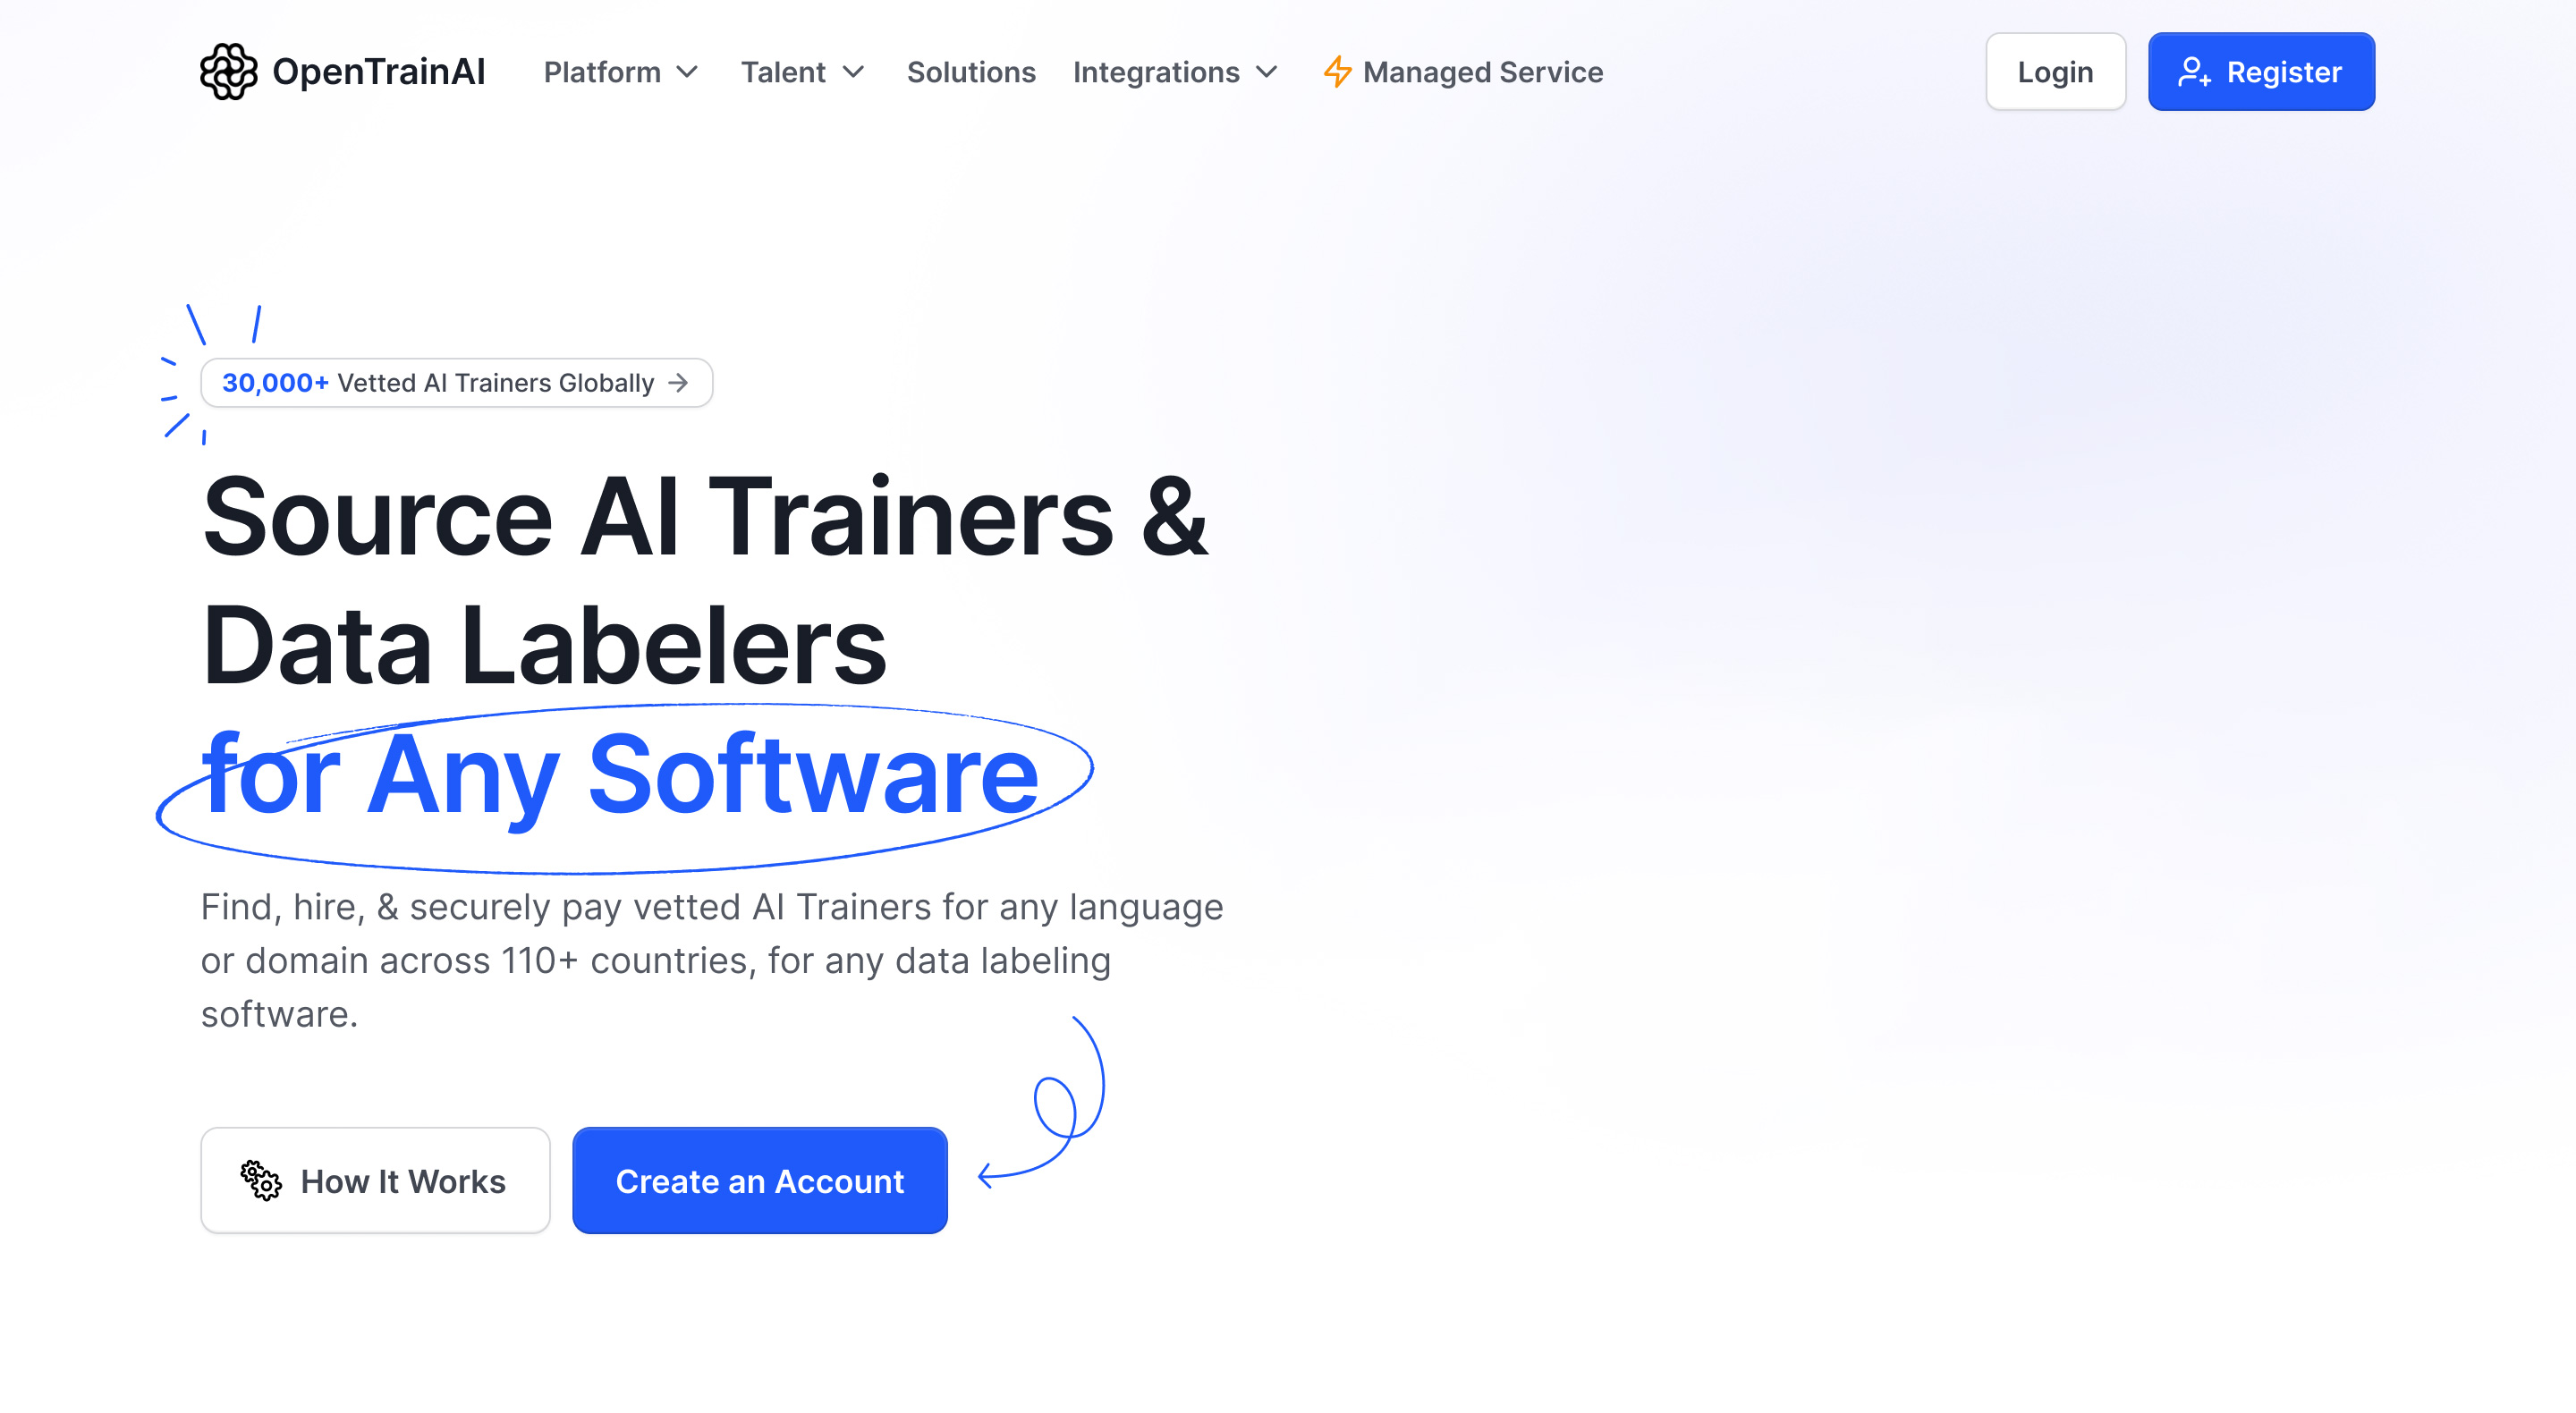 OpenTrainAI
Platform
Talent
Solutions
Integrations
Managed Service
Login
Register
30,000+ Vetted AI Trainers Globally
Source AI Trainers &
Data Labelers
for Any Software
Find, hire, & securely pay vetted AI Trainers for any language
or domain across 110+ countries, for any data labeling
software.
How It Works
Create an Account